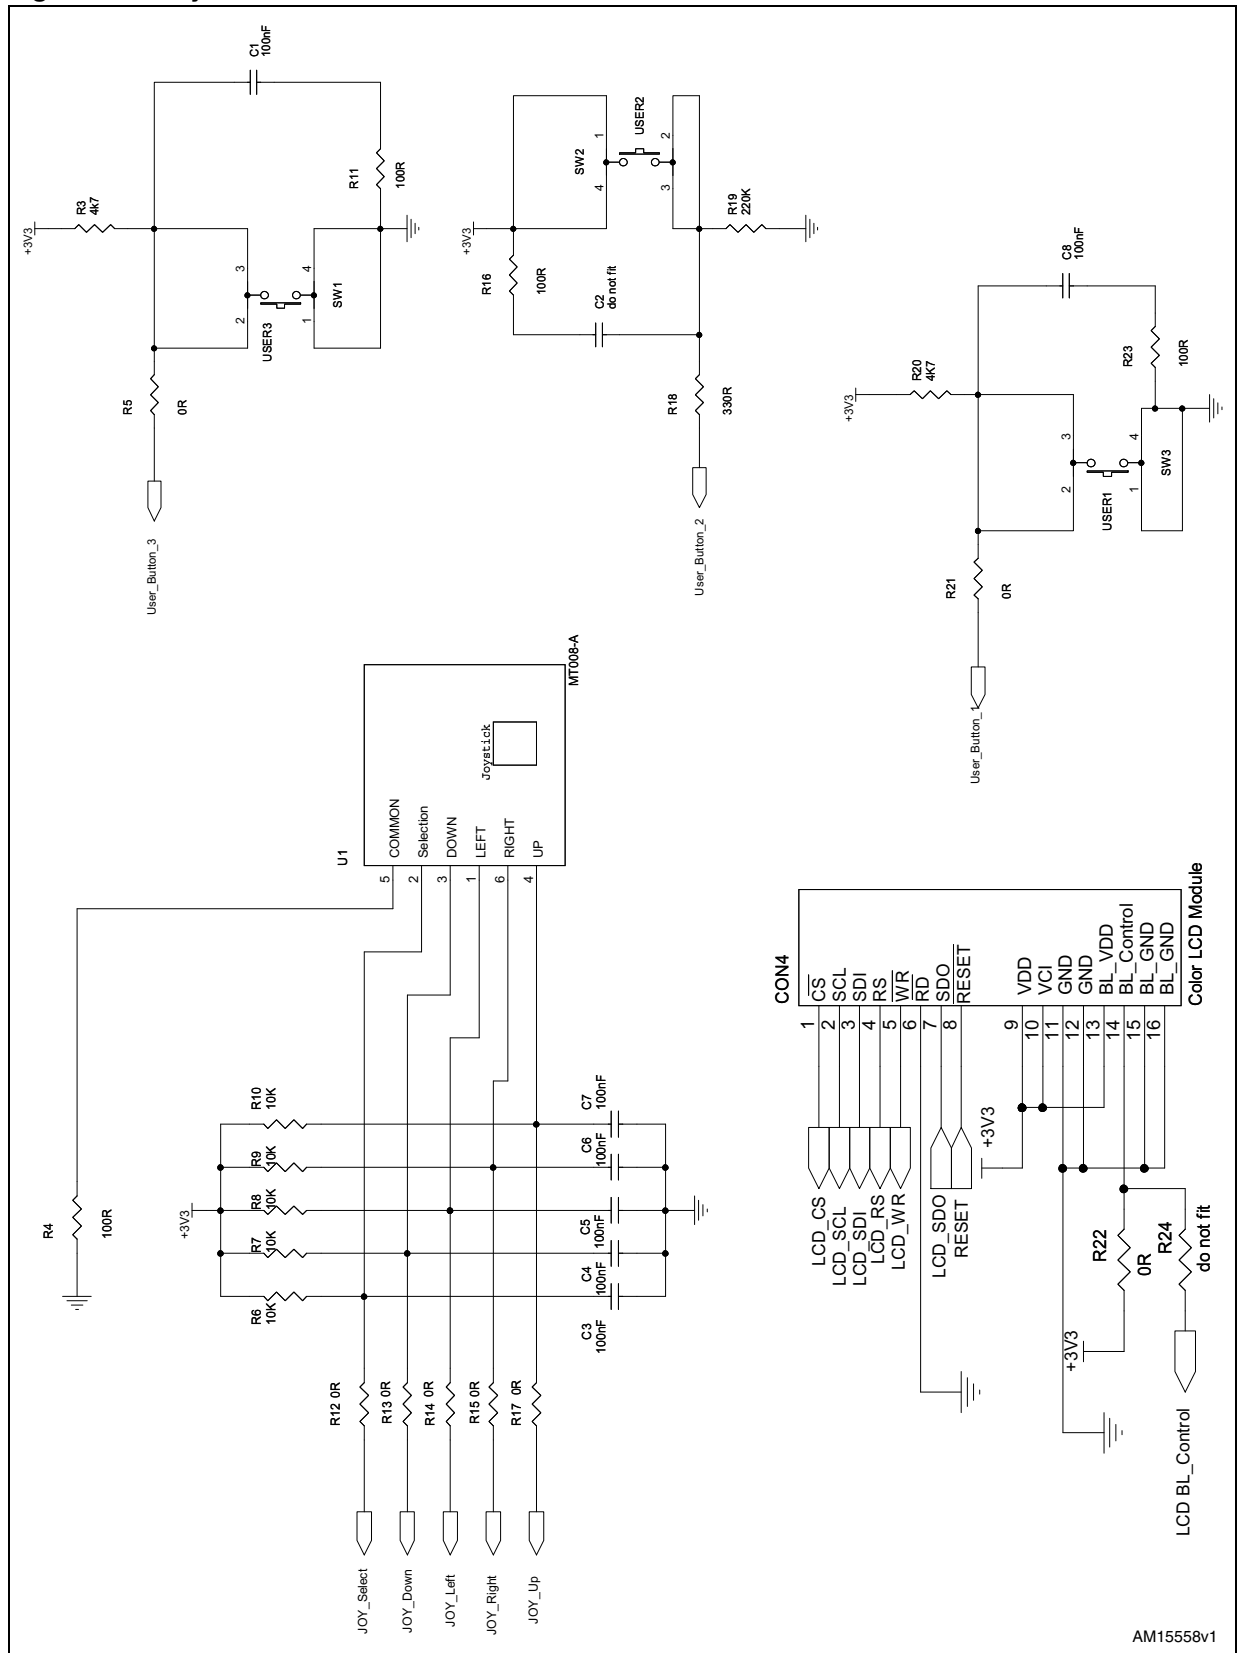 C1
100nF
R3
4k7
+3V3
R11
100R
3
4
2
1
SW1
USER3
R5
0R
User_Button_3
USER2
SW2
1
2
4
3
+3V3
R19
220K
R16
100R
C2
do not fit
R18
330R
User_Button_2
C8
100nF
R20
4K7
+3V3
R23
100R
3
4
2
1
SW3
USER1
R21
0R
User_Button_1
MT008-A
Joystick
U1
COMMON
Selection
DOWN
LEFT
RIGHT
UP
5
2
3
1
6
4
R4
100R
+3V3
R10
10K
R9
10K
R8
10K
R7
10K
R6
10K
C7
100nF
C6
100nF
C5
100nF
C4
100nF
C3
100nF
R12 0R
R13 0R
R14 0R
R15 0R
R17 0R
JOY_Select
JOY_Down
JOY_Left
JOY_Right
JOY_Up
CON4
Color LCD Module
1 CS
2 SCL
3 SDI
4 RS
5 WR
6 RD
7 SDO
8 RESET
9 VDD
10 VCI
11 GND
12 GND
13 BL_VDD
14 BL_Control
15 BL_GND
16 BL_GND
LCD_CS
LCD_SCL
LCD_SDI
LCD_RS
LCD_WR
LCD_SDO
RESET
+3V3
R22
0R
R24
do not fit
+3V3
LCD BL_Control
AM15558v1